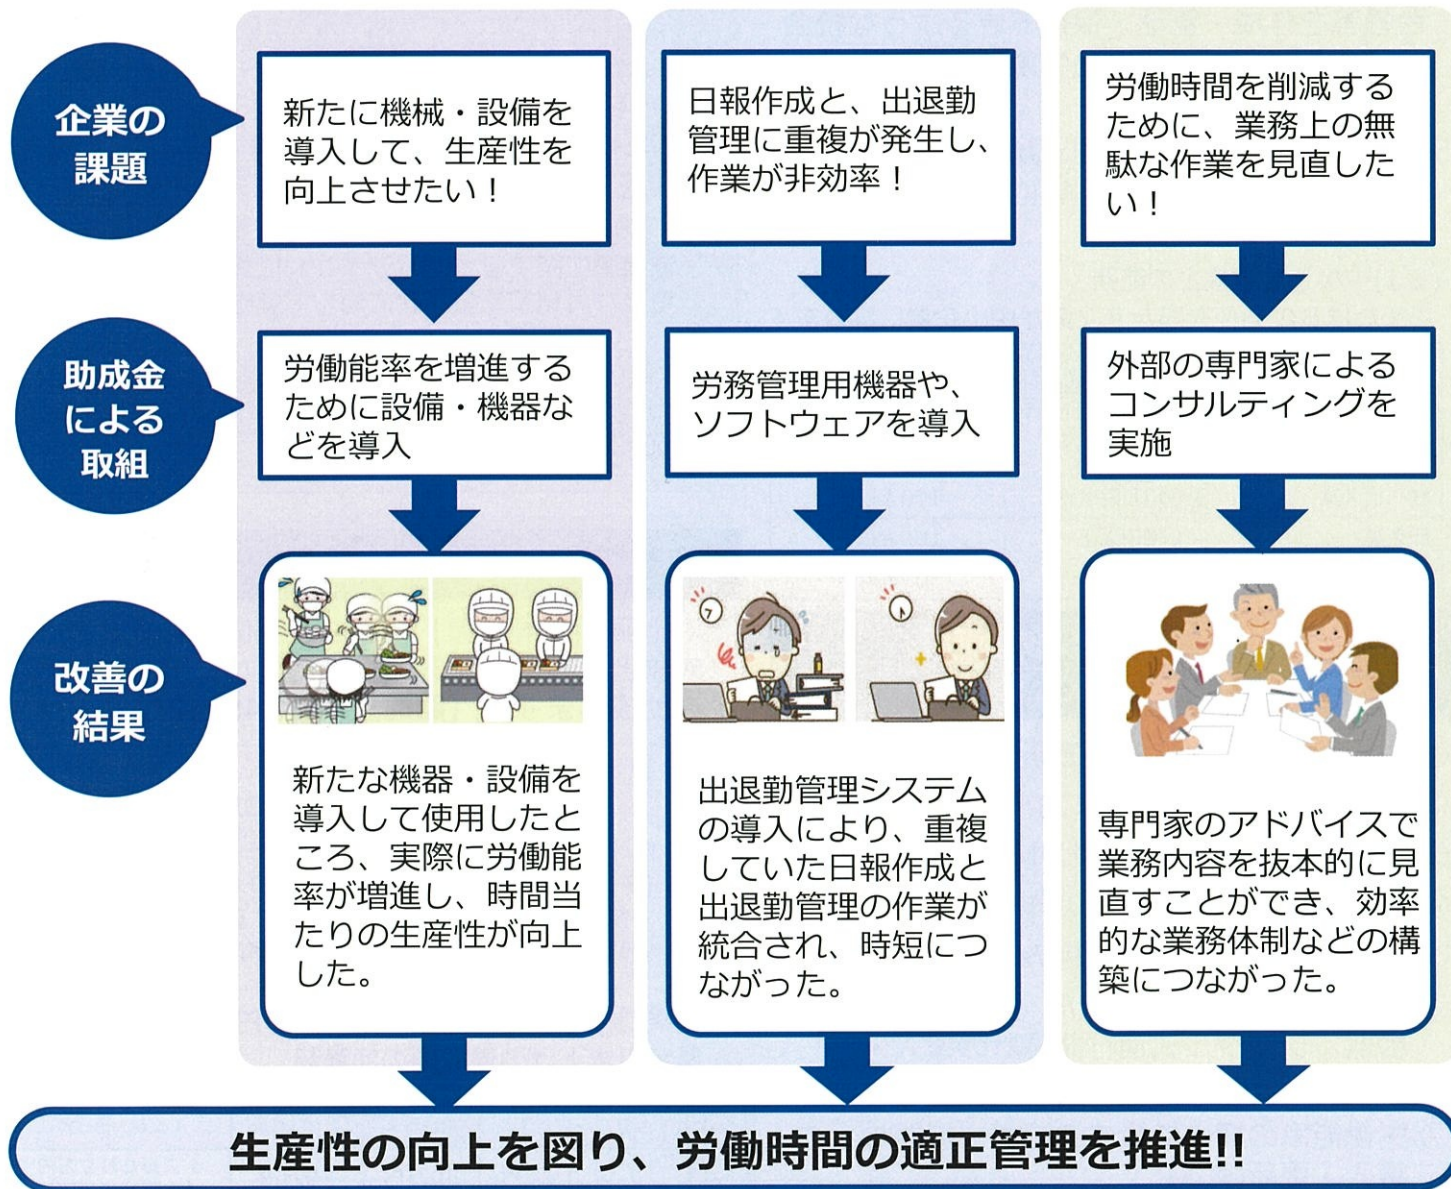 企業の
課題
新たに機械・設備を
導入して、生産性を
向上させたい！
日報作成と、出退勤
管理に重複が発生し、
作業が非効率！
労働時間を削減する
ために、業務上の無
駄な作業を見直した
い！
助成金
による
取組
労働能率を増進する
ために設備・機器な
どを導入
労務管理用機器や、
ソフトウェアを導入
外部の専門家による
コンサルティングを
実施
改善の
結果
新たな機器・設備を
導入して使用したと
ころ、実際に労働能
率が増進し、時間当
たりの生産性が向上
した。
出退勤管理システム
の導入により、重複
していた日報作成と
出退勤管理の作業が
統合され、時短につ
ながった。
専門家のアドバイスで
業務内容を抜本的に見
直すことができ、効率
的な業務体制などの構
築につながった。
生産性の向上を図り、労働時間の適正管理を推進!!